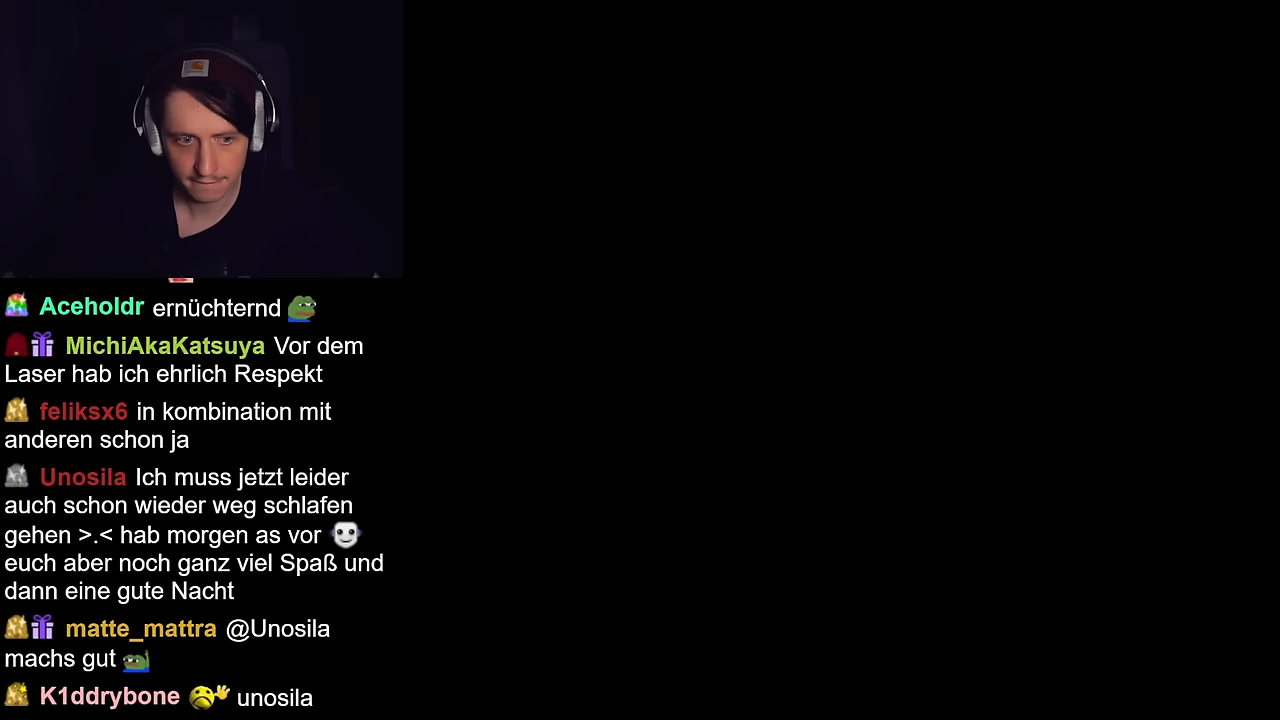 Aceholdr ernüchternd
MichiAkaKatsuya Vor dem
Laser hab ich ehrlich Respekt
feliksx6 in kombination mit
anderen schon ja
Unosila Ich muss jetzt leider
auch schon wieder weg schlafen
gehen >.< hab morgen as vor
euch aber noch ganz viel Spaß und
dann eine gute Nacht
matte_mattra @Unosila
machs gut
K1ddrybone unosila